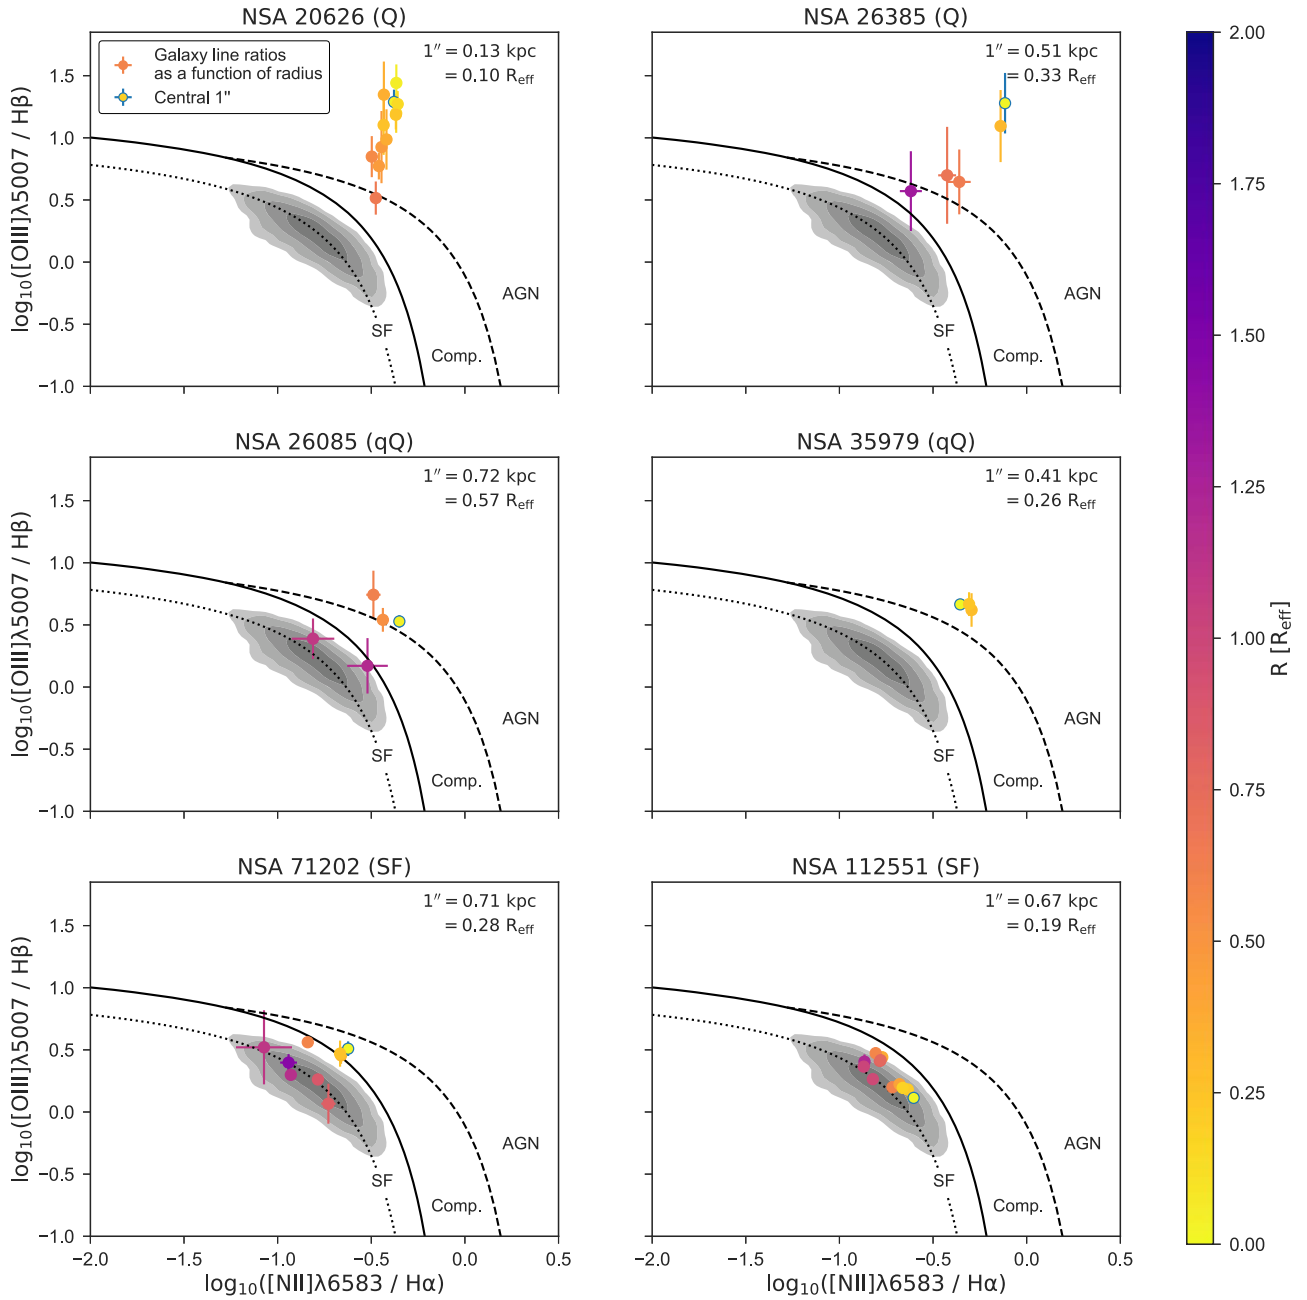 NSA 20626 (Q)
Galaxy line ratios
as a function of radius
Central 1"
1″ = 0.13 kpc
= 0.10 R_eff
1.5
1.0
0.5
0.0
−0.5
−1.0
log₁₀([OIII]λ5007 / Hβ)
AGN
SF
Comp.
NSA 26385 (Q)
1″ = 0.51 kpc
= 0.33 R_eff
AGN
SF
Comp.
NSA 26085 (qQ)
1″ = 0.72 kpc
= 0.57 R_eff
1.5
1.0
0.5
0.0
−0.5
−1.0
log₁₀([OIII]λ5007 / Hβ)
AGN
SF
Comp.
NSA 35979 (qQ)
1″ = 0.41 kpc
= 0.26 R_eff
AGN
SF
Comp.
NSA 71202 (SF)
1″ = 0.71 kpc
= 0.28 R_eff
1.5
1.0
0.5
0.0
−0.5
−1.0
log₁₀([OIII]λ5007 / Hβ)
AGN
SF
Comp.
−2.0 −1.5 −1.0 −0.5 0.0 0.5
log₁₀([NII]λ6583 / Hα)
NSA 112551 (SF)
1″ = 0.67 kpc
= 0.19 R_eff
AGN
SF
Comp.
−2.0 −1.5 −1.0 −0.5 0.0 0.5
log₁₀([NII]λ6583 / Hα)
2.00
1.75
1.50
1.25
1.00
0.75
0.50
0.25
0.00
R [R_eff]